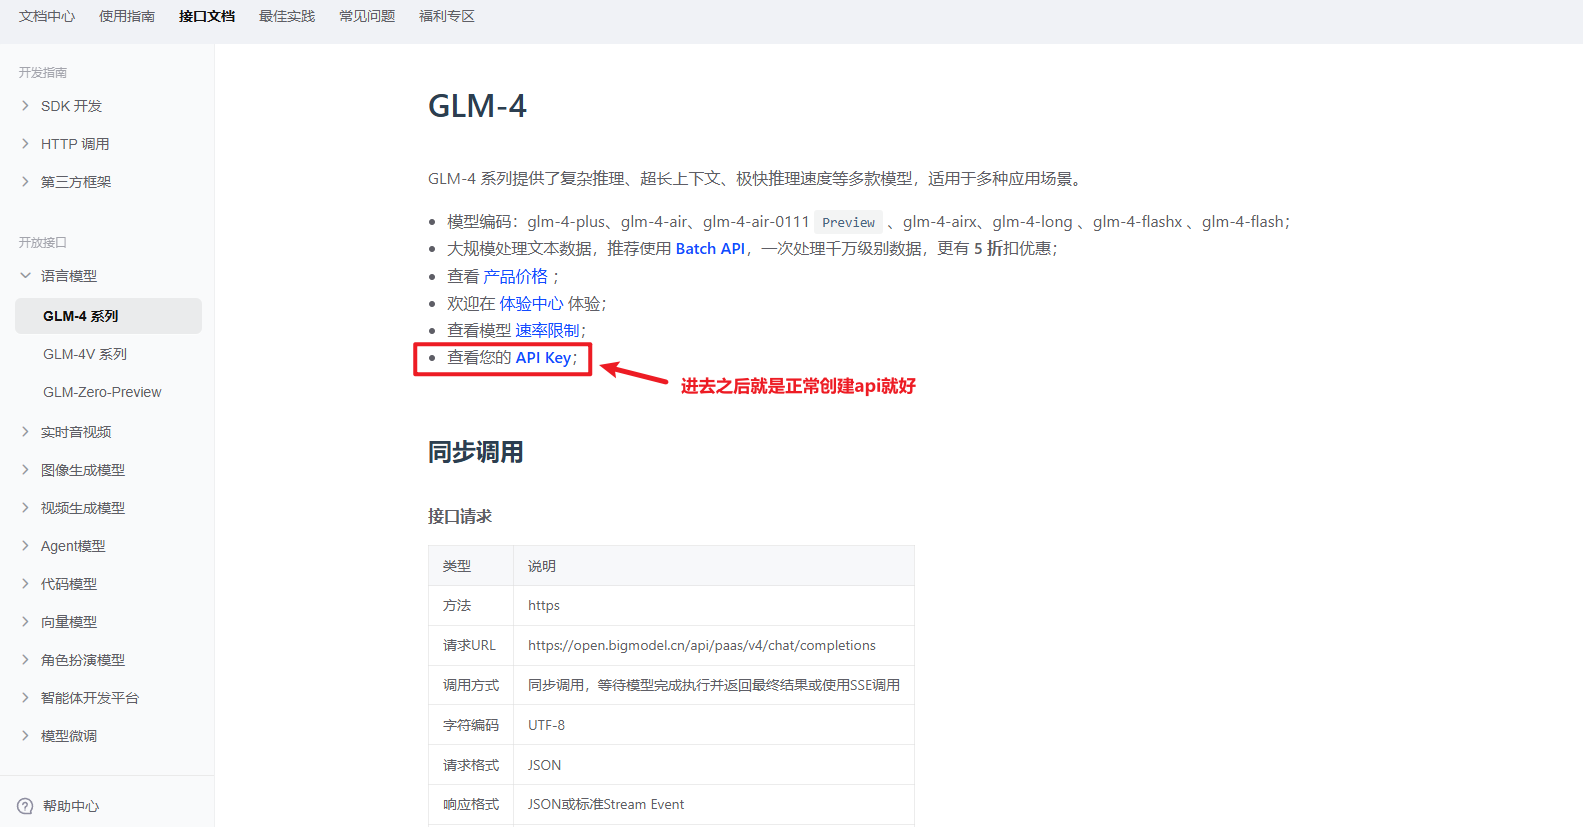 文档中心 使用指南 接口文档 最佳实践 常见问题 福利专区
开发指南
SDK 开发
HTTP 调用
第三方框架
开放接口
语言模型
GLM-4 系列
GLM-4V 系列
GLM-Zero-Preview
实时音视频
图像生成模型
视频生成模型
Agent模型
代码模型
向量模型
角色扮演模型
智能体开发平台
模型微调
帮助中心
GLM-4
GLM-4 系列提供了复杂推理、超长上下文、极快推理速度等多款模型，适用于多种应用场景。
模型编码：glm-4-plus、glm-4-air、glm-4-air-0111 Preview 、glm-4-airx、glm-4-long 、glm-4-flashx 、glm-4-flash；
大规模处理文本数据，推荐使用 Batch API，一次处理千万级别数据，更有 5 折扣优惠；
查看 产品价格 ；
欢迎在 体验中心 体验；
查看模型 速率限制；
查看您的 API Key；
进去之后就是正常创建api就好
同步调用
接口请求
类型 说明
方法 https
请求URL https://open.bigmodel.cn/api/paas/v4/chat/completions
调用方式 同步调用，等待模型完成执行并返回最终结果或使用SSE调用
字符编码 UTF-8
请求格式 JSON
响应格式 JSON或标准Stream Event